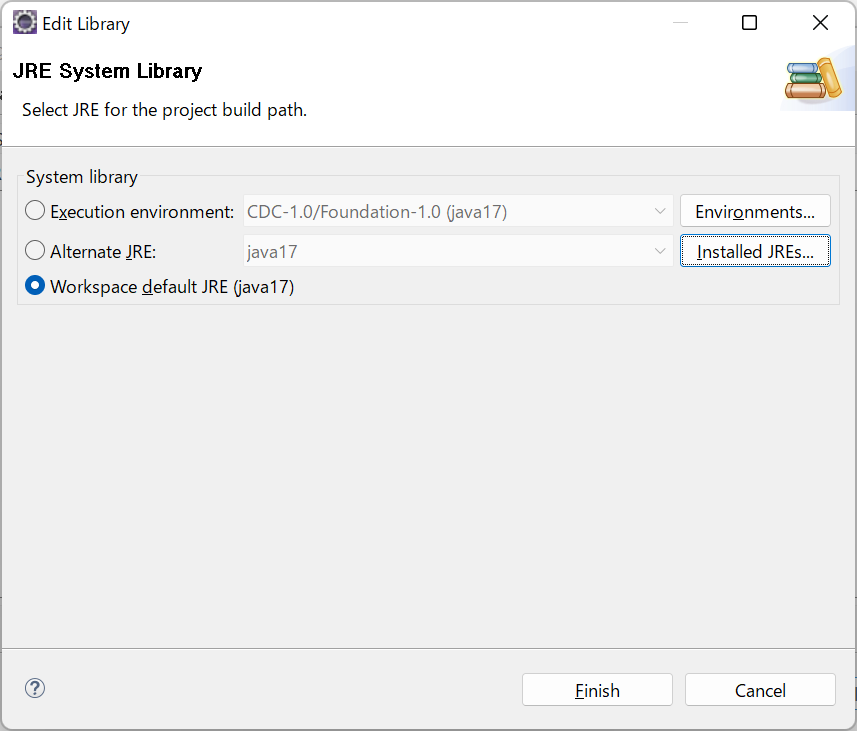 Edit Library
JRE System Library
Select JRE for the project build path.
System library
Execution environment: CDC-1.0/Foundation-1.0 (java17) Environments...
Alternate JRE: java17 Installed JREs...
Workspace default JRE (java17)
? Finish Cancel